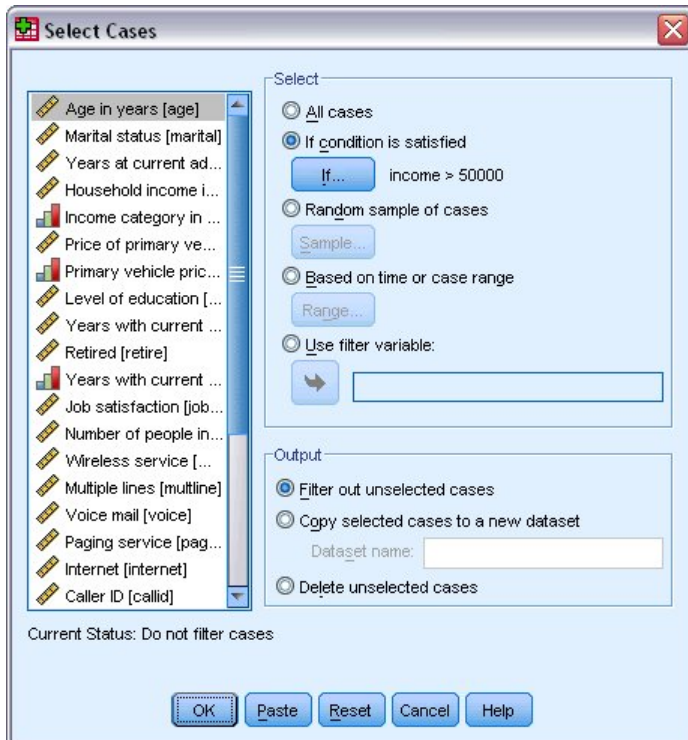 Select Cases
Age in years [age]
Marital status [marital]
Years at current ad...
Household income i...
Income category in ...
Price of primary ve...
Primary vehicle pric...
Level of education [...
Years with current ...
Retired [retire]
Years with current ...
Job satisfaction [job...
Number of people in...
Wireless service [...
Multiple lines [multline]
Voice mail [voice]
Paging service [pag...
Internet [internet]
Caller ID [callid]
Select
All cases
If condition is satisfied
If... income > 50000
Random sample of cases
Sample...
Based on time or case range
Range...
Use filter variable:
Output
Filter out unselected cases
Copy selected cases to a new dataset
Dataset name:
Delete unselected cases
Current Status: Do not filter cases
OK Paste Reset Cancel Help